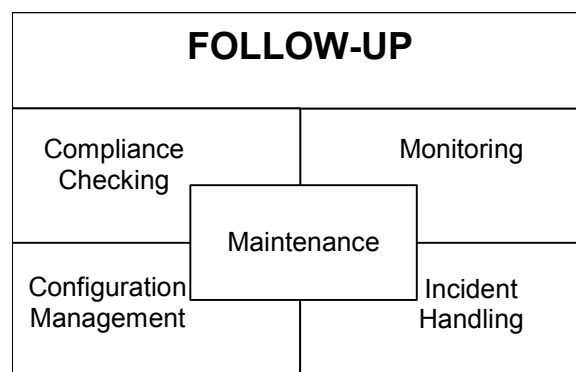 FOLLOW-UP
Compliance
Checking
Monitoring
Maintenance
Configuration
Management
Incident
Handling